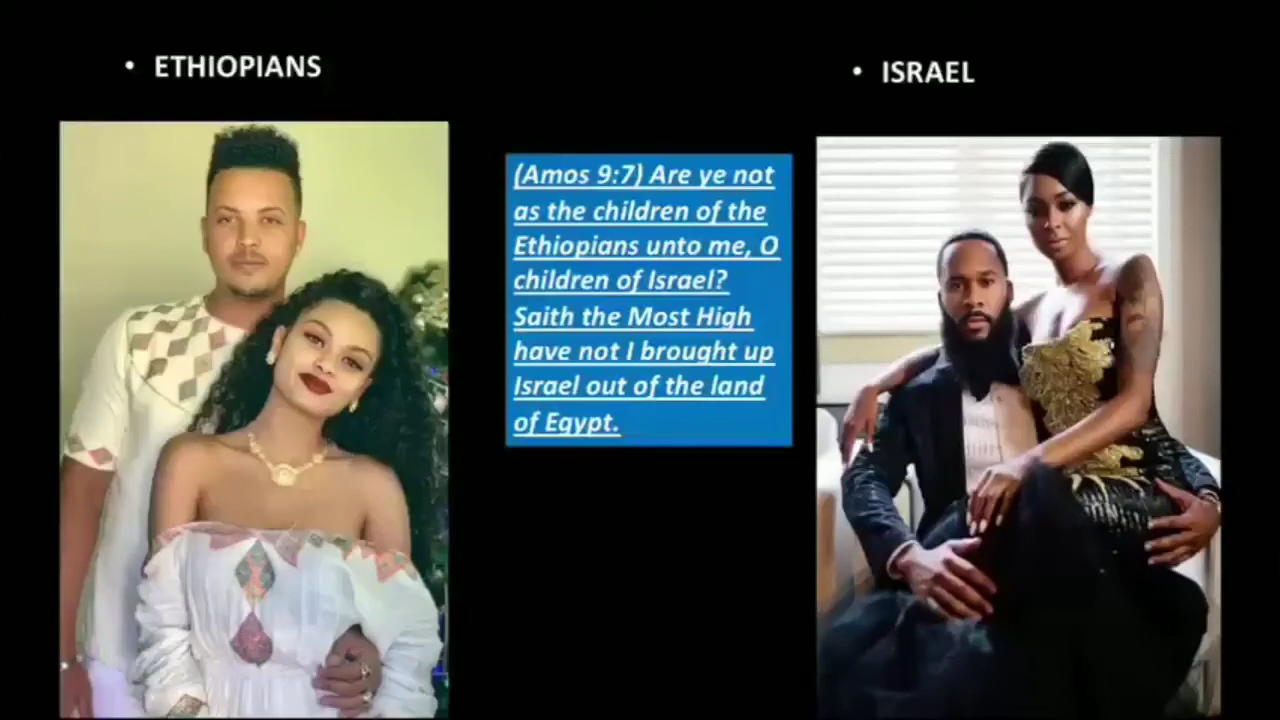 • ETHIOPIANS
• ISRAEL
(Amos 9:7) Are ye not
as the children of the
Ethiopians unto me, O
children of Israel?
Saith the Most High
have not I brought up
Israel out of the land
of Egypt.